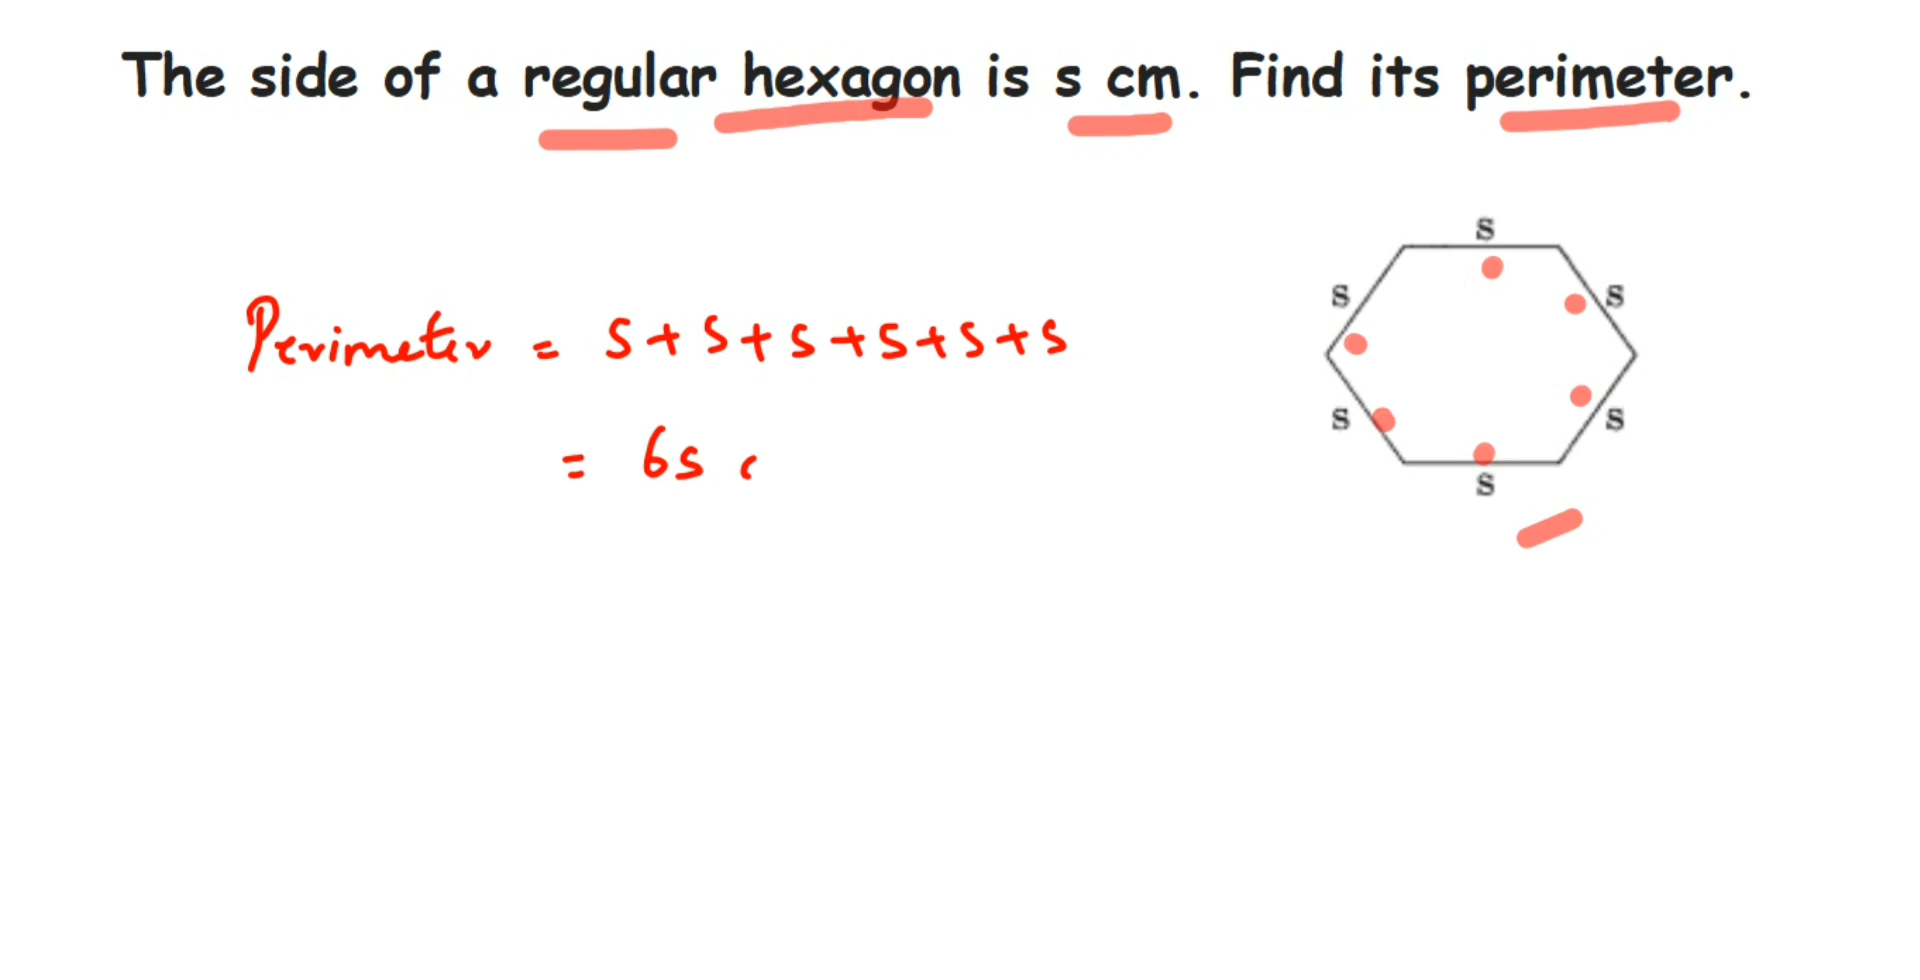 The side of a regular hexagon is s cm. Find its perimeter.
s
s s
Perimeter = s + s + s + s + s + s
s s
= 6s c
s